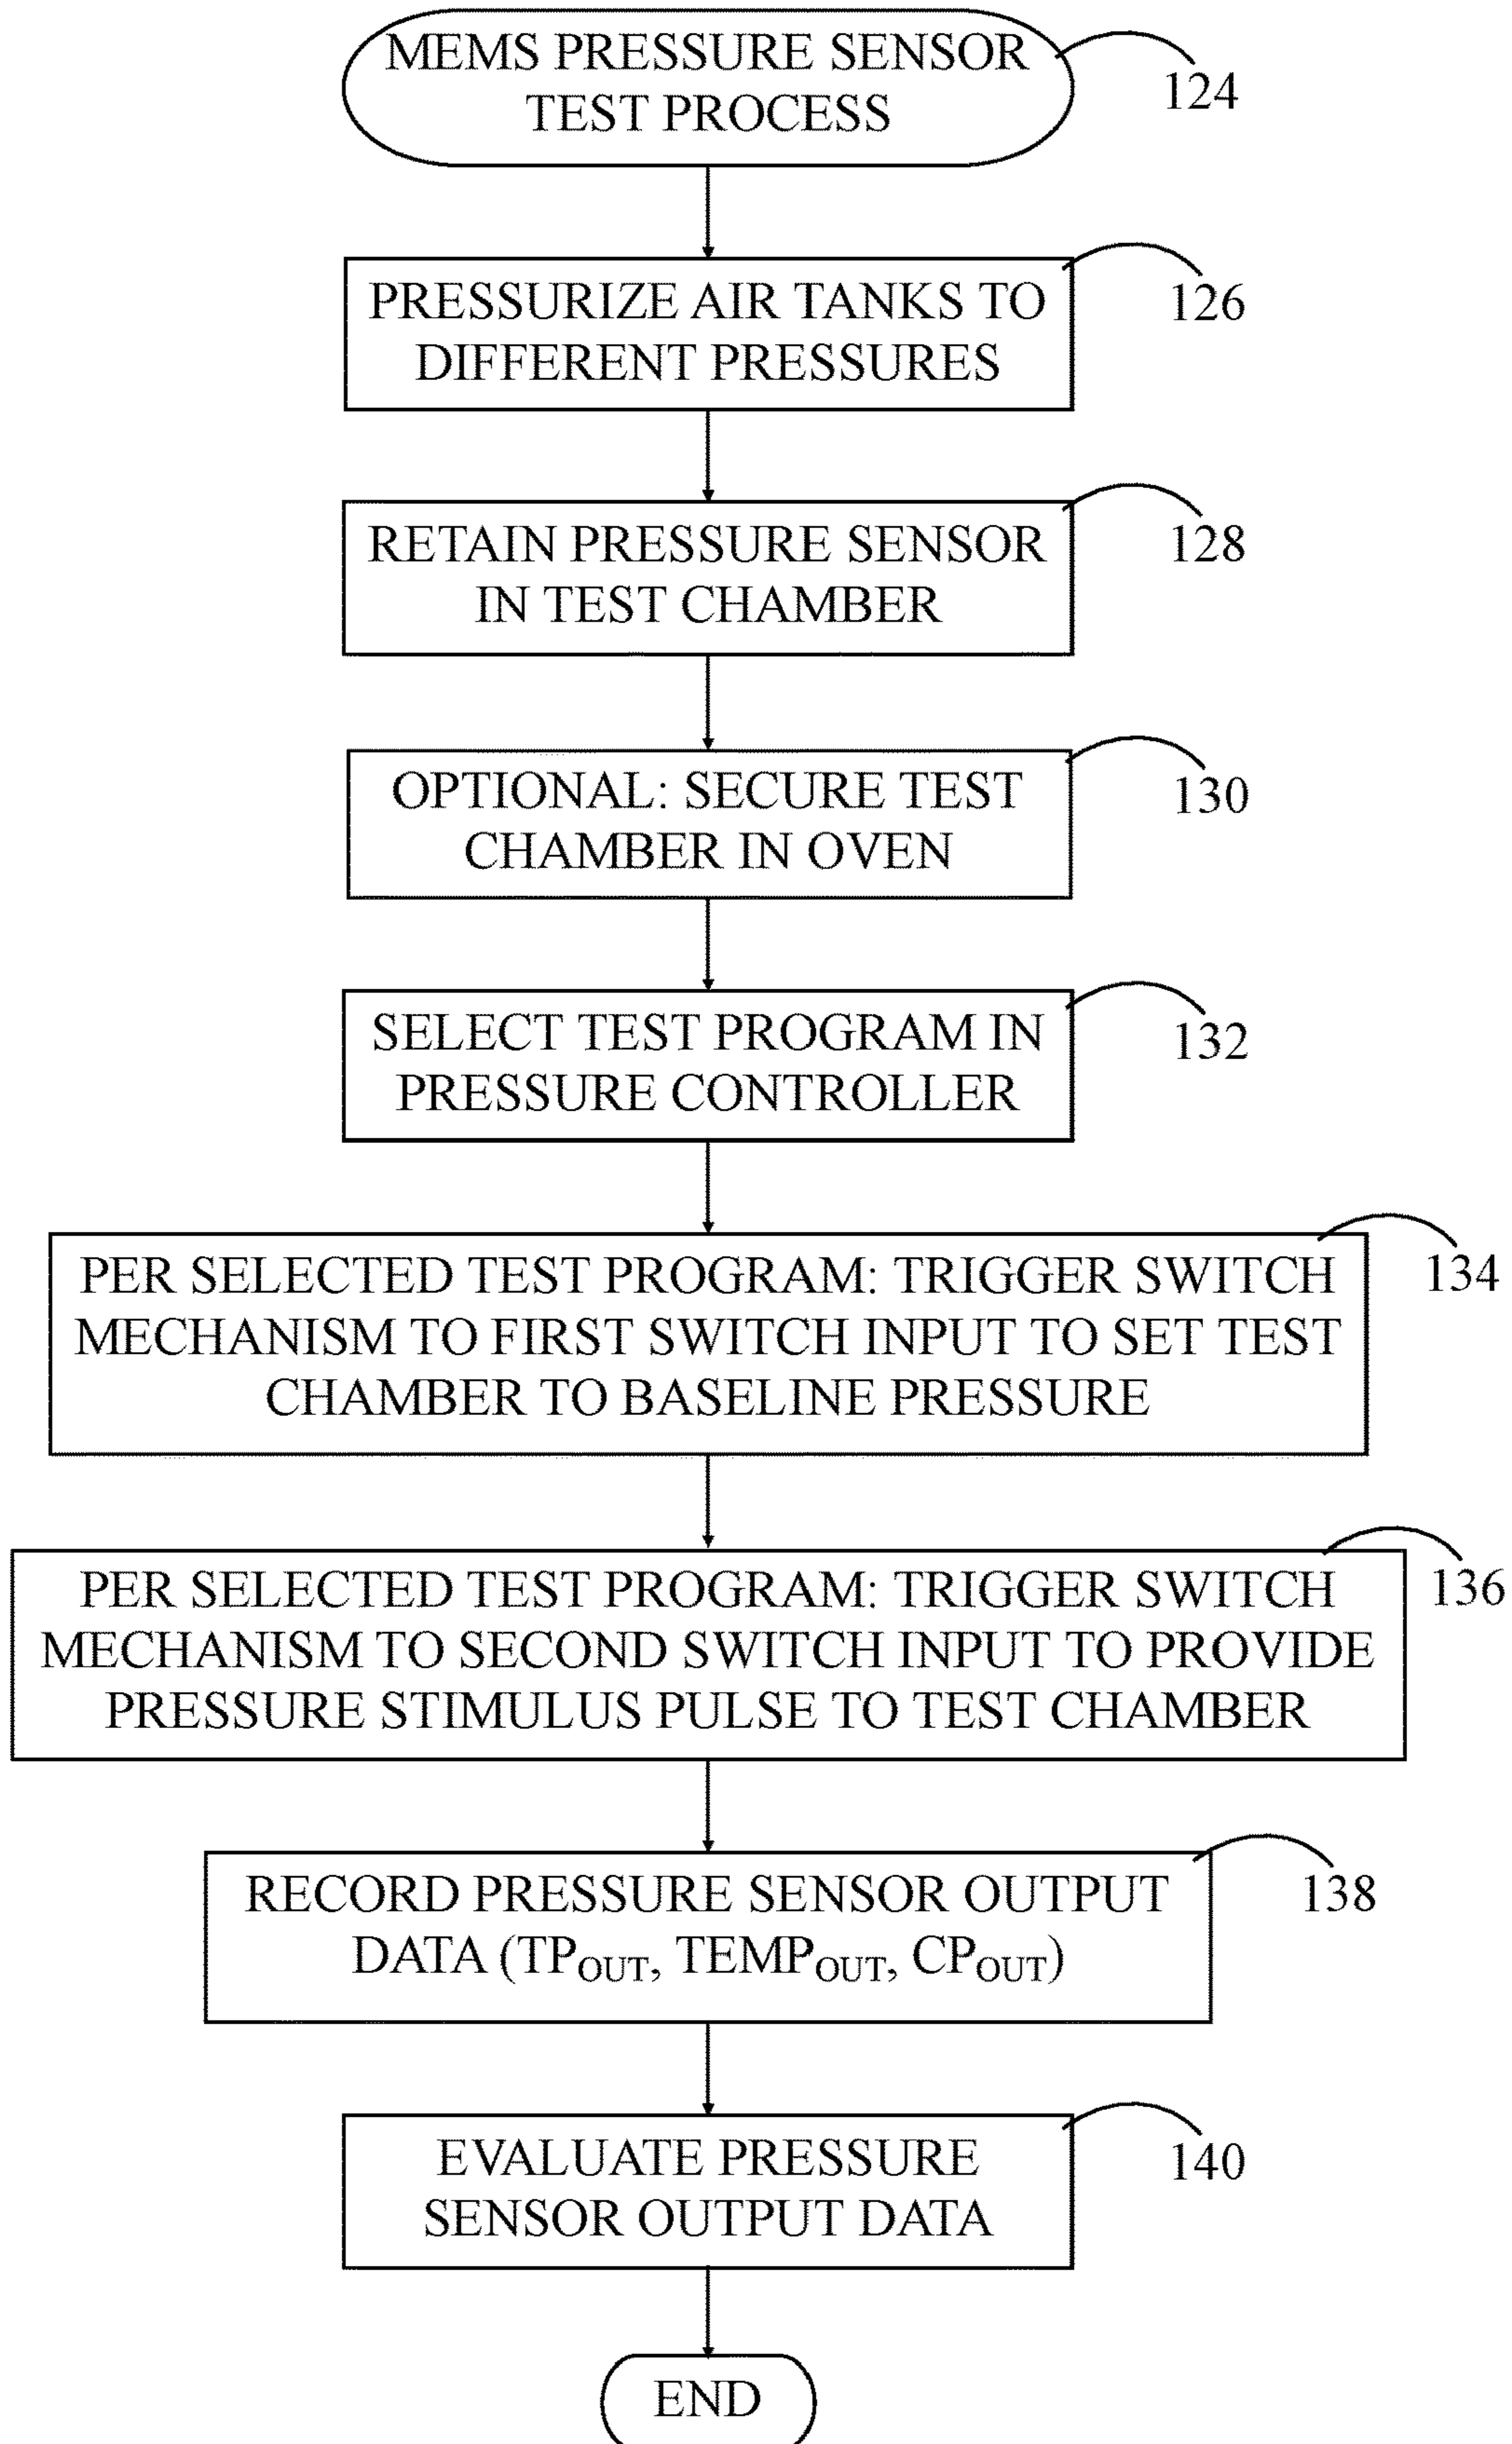 MEMS PRESSURE SENSOR
TEST PROCESS
124
PRESSURIZE AIR TANKS TO
DIFFERENT PRESSURES
126
RETAIN PRESSURE SENSOR
IN TEST CHAMBER
128
OPTIONAL: SECURE TEST
CHAMBER IN OVEN
130
SELECT TEST PROGRAM IN
PRESSURE CONTROLLER
132
PER SELECTED TEST PROGRAM: TRIGGER SWITCH
MECHANISM TO FIRST SWITCH INPUT TO SET TEST
CHAMBER TO BASELINE PRESSURE
134
PER SELECTED TEST PROGRAM: TRIGGER SWITCH
MECHANISM TO SECOND SWITCH INPUT TO PROVIDE
PRESSURE STIMULUS PULSE TO TEST CHAMBER
136
RECORD PRESSURE SENSOR OUTPUT
DATA (TPOUT, TEMPOUT, CPOUT)
138
EVALUATE PRESSURE
SENSOR OUTPUT DATA
140
END